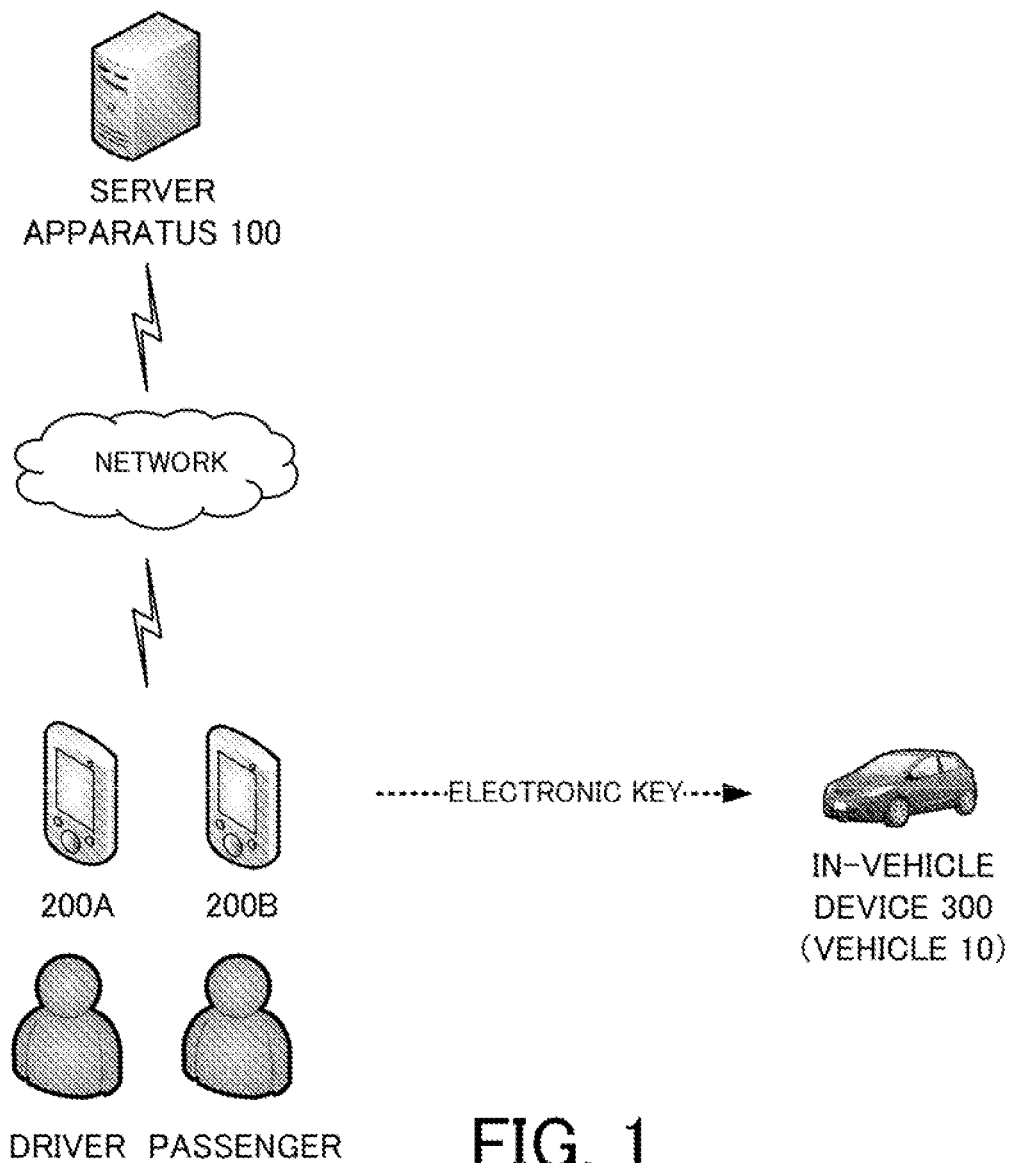 SERVER
APPARATUS 100
NETWORK
ELECTRONIC KEY
200A 200B
IN-VEHICLE
DEVICE 300
(VEHICLE 10)
DRIVER PASSENGER
FIG. 1